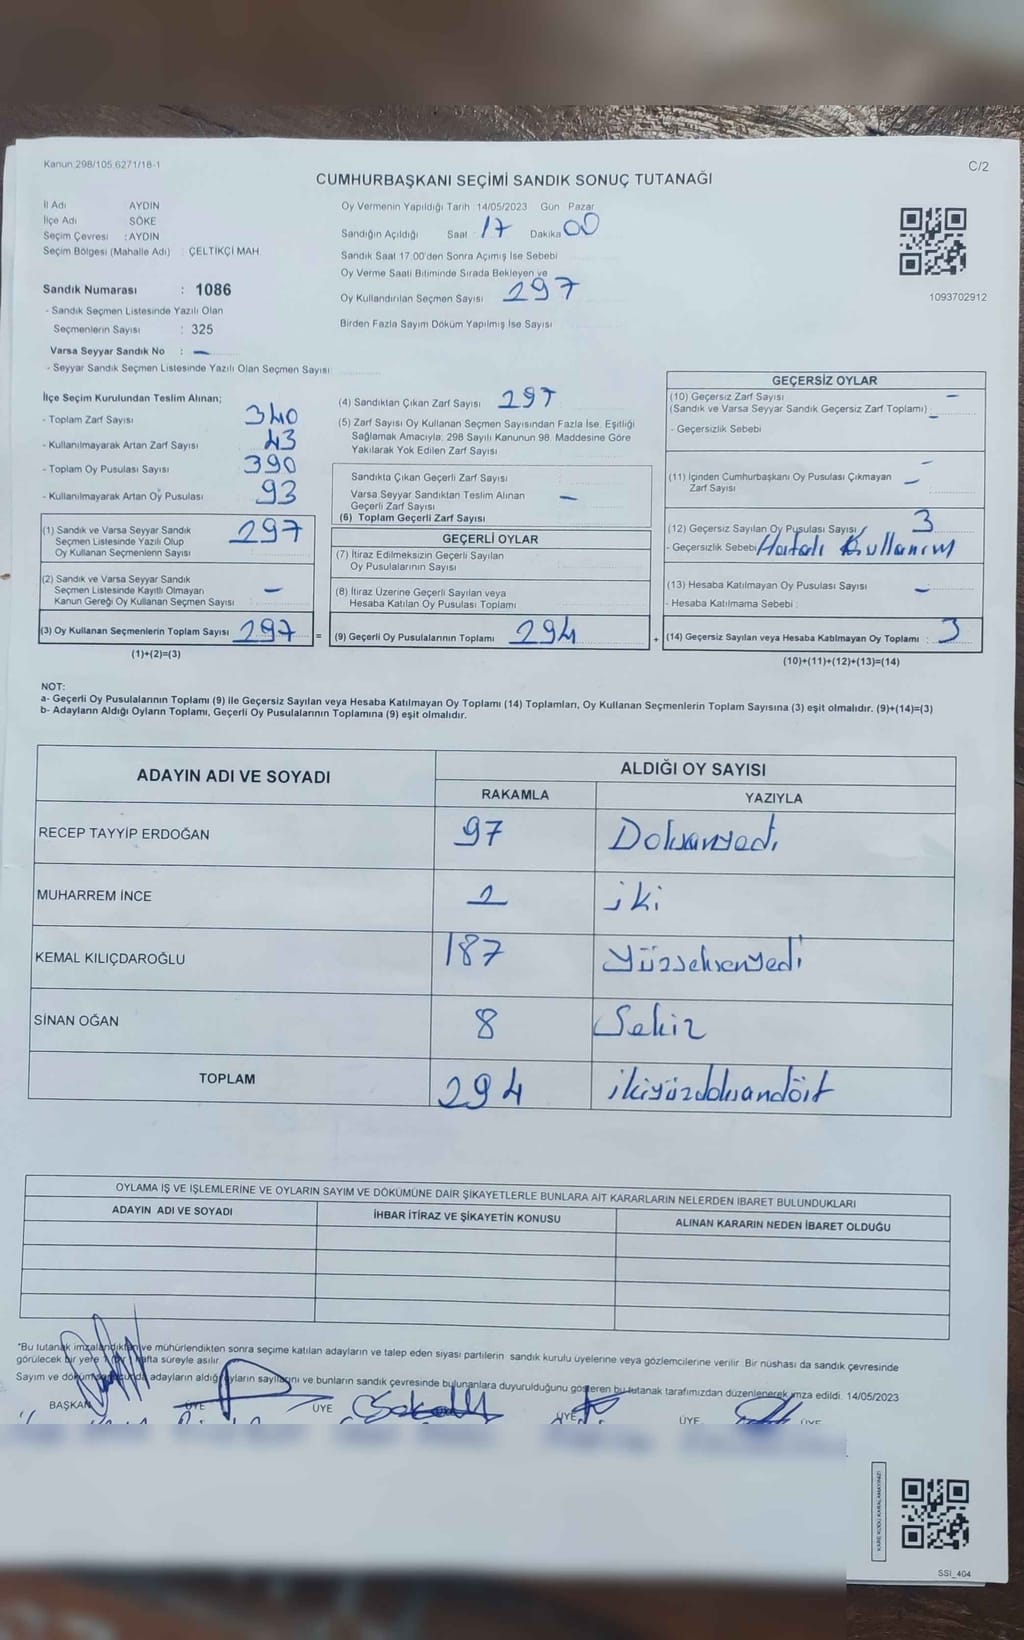 Kanun 298/105 6271/18-1
C/2
CUMHURBAŞKANI SEÇİMİ SANDIK SONUÇ TUTANAĞI
İl Adı AYDIN
İlçe Adı SÖKE
Seçim Çevresi : AYDIN
Seçim Bölgesi (Mahalle Adı) : ÇELTİKÇİ MAH
Sandık Numarası : 1086
- Sandık Seçmen Listesinde Yazılı Olan
Seçmenlerin Sayısı : 325
Varsa Seyyar Sandık No : —
- Seyyar Sandık Seçmen Listesinde Yazılı Olan Seçmen Sayısı
Oy Vermenin Yapıldığı Tarih 14/05/2023 Gün Pazar
Sandığın Açıldığı Saat 17 Dakika 00
Sandık Saat 17.00'den Sonra Açımış İse Sebebi
Oy Verme Saati Bitiminde Sırada Bekleyen ve
Oy Kullandırılan Seçmen Sayısı 297
Birden Fazla Sayım Döküm Yapılmış İse Sayısı
1093702912
İlçe Seçim Kurulundan Teslim Alınan;
- Toplam Zarf Sayısı 340
- Kullanılmayarak Artan Zarf Sayısı 43
- Toplam Oy Pusulası Sayısı 390
- Kullanılmayarak Artan Oy Pusulası 93
(1) Sandık ve Varsa Seyyar Sandık
Seçmen Listesinde Yazılı Olup
Oy Kullanan Seçmenlerin Sayısı 297
(2) Sandık ve Varsa Seyyar Sandık
Seçmen Listesinde Kayıtlı Olmayan
Kanun Gereği Oy Kullanan Seçmen Sayısı —
(3) Oy Kullanan Seçmenlerin Toplam Sayısı 297 =
(1)+(2)=(3)
(4) Sandıktan Çıkan Zarf Sayısı 297
(5) Zarf Sayısı Oy Kullanan Seçmen Sayısından Fazla İse, Eşitliği
Sağlamak Amacıyla, 298 Sayılı Kanunun 98. Maddesine Göre
Yakılarak Yok Edilen Zarf Sayısı
Sandıkta Çıkan Geçerli Zarf Sayısı
Varsa Seyyar Sandıktan Teslim Alınan
Geçerli Zarf Sayısı —
(6) Toplam Geçerli Zarf Sayısı
GEÇERLİ OYLAR
(7) İtiraz Edilmeksizin Geçerli Sayılan
Oy Pusulalarının Sayısı
(8) İtiraz Üzerine Geçerli Sayılan veya
Hesaba Katılan Oy Pusulası Toplamı
(9) Geçerli Oy Pusulalarının Toplamı 294 +
GEÇERSİZ OYLAR
(10) Geçersiz Zarf Sayısı —
(Sandık ve Varsa Seyyar Sandık Geçersiz Zarf Toplamı) —
- Geçersizlik Sebebi
(11) İçinden Cumhurbaşkanı Oy Pusulası Çıkmayan —
Zarf Sayısı —
(12) Geçersiz Sayılan Oy Pusulası Sayısı 3
- Geçersizlik Sebebi Hatalı Kullanım
(13) Hesaba Katılmayan Oy Pusulası Sayısı —
- Hesaba Katılmama Sebebi :
(14) Geçersiz Sayılan veya Hesaba Katılmayan Oy Toplamı : 3
(10)+(11)+(12)+(13)=(14)
NOT:
a- Geçerli Oy Pusulalarının Toplamı (9) ile Geçersiz Sayılan veya Hesaba Katılmayan Oy Toplamı (14) Toplamları, Oy Kullanan Seçmenlerin Toplam Sayısına (3) eşit olmalıdır. (9)+(14)=(3)
b- Adayların Aldığı Oyların Toplamı, Geçerli Oy Pusulalarının Toplamına (9) eşit olmalıdır.
ADAYIN ADI VE SOYADI ALDIĞI OY SAYISI
RAKAMLA YAZIYLA
RECEP TAYYİP ERDOĞAN 97 Doksanyedi
MUHARREM İNCE 2 iki
KEMAL KILIÇDAROĞLU 187 Yüzseksenyedi
SİNAN OĞAN 8 Sekiz
TOPLAM 294 ikiyüzdoksandört
OYLAMA İŞ VE İŞLEMLERİNE VE OYLARIN SAYIM VE DÖKÜMÜNE DAİR ŞİKAYETLERLE BUNLARA AİT KARARLARIN NELERDEN İBARET BULUNDUKLARI
ADAYIN ADI VE SOYADI İHBAR İTİRAZ VE ŞİKAYETİN KONUSU ALINAN KARARIN NEDEN İBARET OLDUĞU
*Bu tutanak imzalandıktan ve mühürlendikten sonra seçime katılan adayların ve talep eden siyasi partilerin sandık kurulu üyelerine veya gözlemcilerine verilir. Bir nüshası da sandık çevresinde
görülecek bir yere 1 (bir) hafta süreyle asılır.
Sayım ve döküm sonucunda adayların aldığı oyların sayılarını ve bunların sandık çevresinde bulunanlara duyurulduğunu gösteren bu tutanak tarafımızdan düzenlenerek imza edildi. 14/05/2023
BAŞKAN ÜYE ÜYE ÜYE ÜYE ÜYE
KARE KODU KARALAMAYINIZ!
SSİ_404